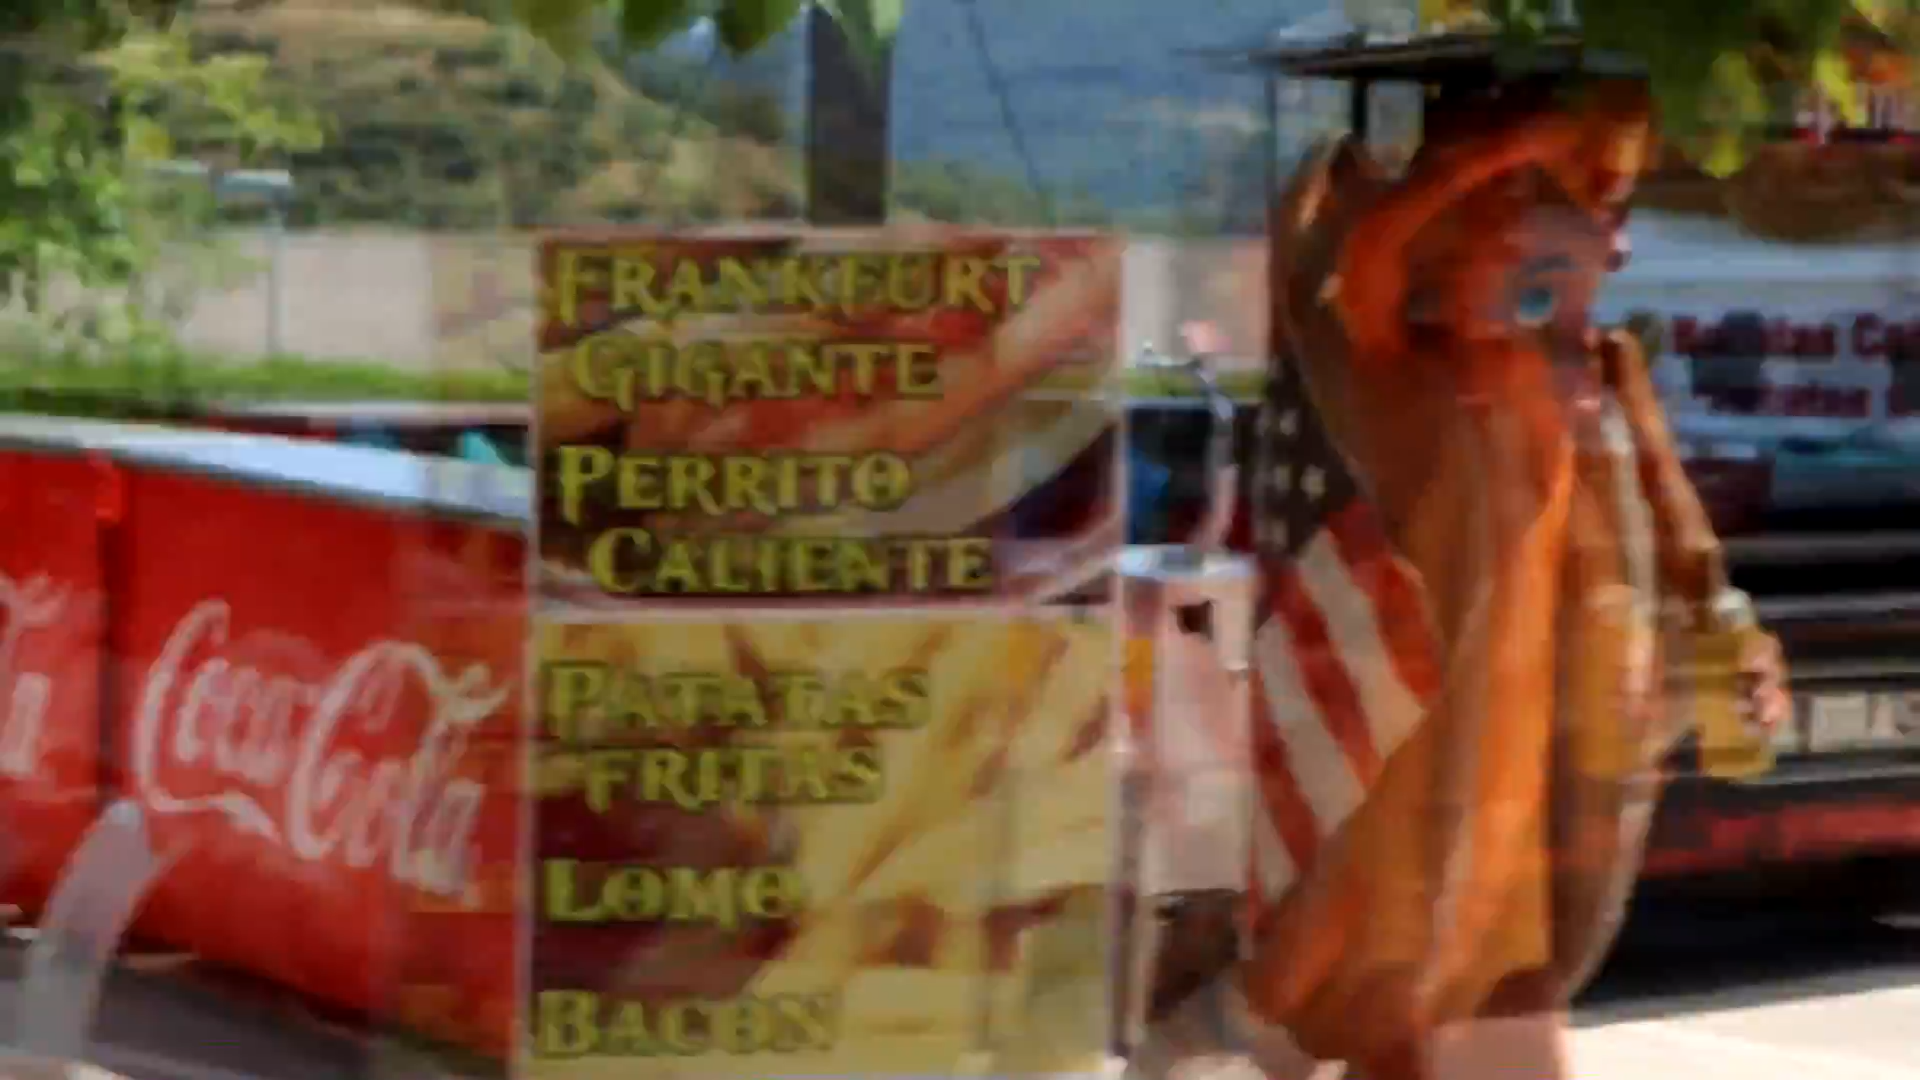 FRANKFURT
GIGANTE
PERRITO
CALIENTE
PATATAS
FRITAS
LOMO
BACON
Coca-Cola